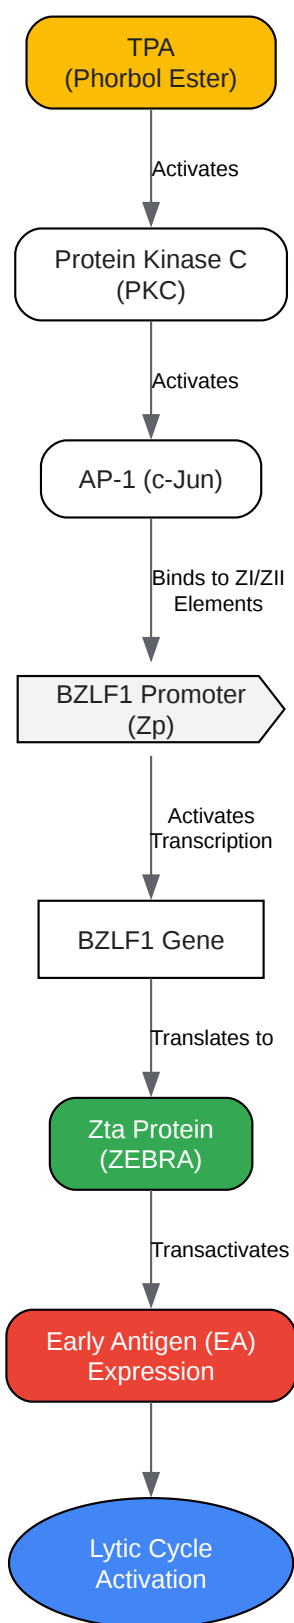 TPA
(Phorbol Ester)
Activates
Protein Kinase C
(PKC)
Activates
AP-1 (c-Jun)
Binds to ZI/ZII
Elements
BZLF1 Promoter
(Zp)
Activates
Transcription
BZLF1 Gene
Translates to
Zta Protein
(ZEBRA)
Transactivates
Early Antigen (EA)
Expression
Lytic Cycle
Activation